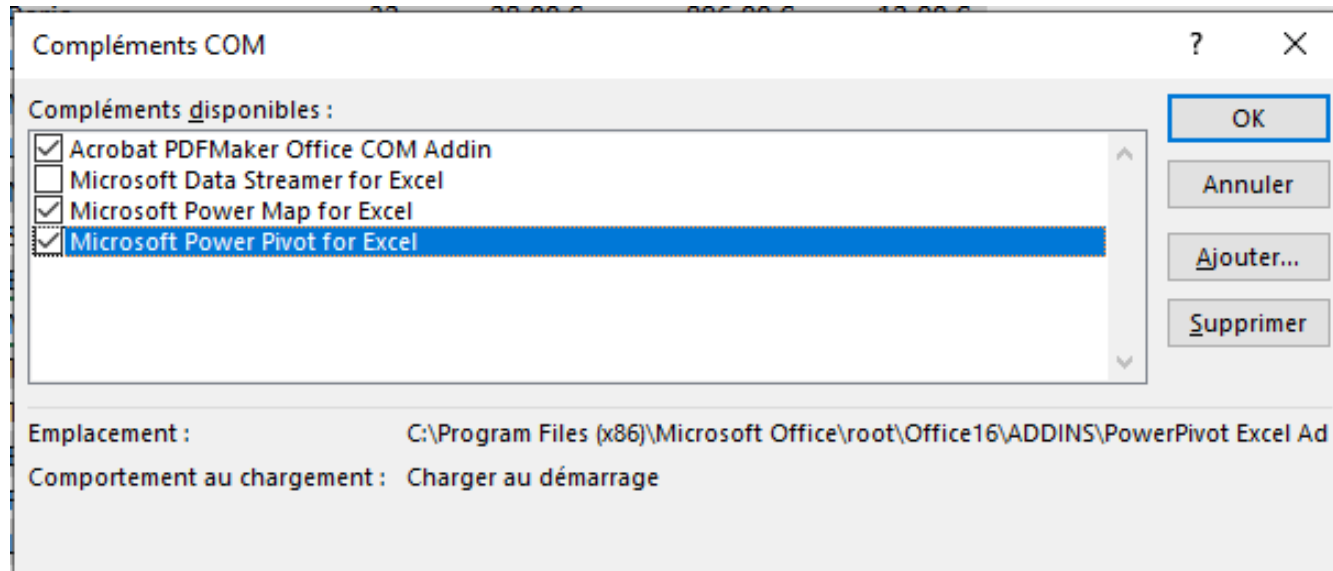 Compléments COM
?
Compléments disponibles :
OK
Acrobat PDFMaker Office COM Addin
Microsoft Data Streamer for Excel
Annuler
Microsoft Power Map for Excel
Microsoft Power Pivot for Excel
Ajouter...
Supprimer
Emplacement : C:\Program Files (x86)\Microsoft Office\root\Office16\ADDINS\PowerPivot Excel Ad
Comportement au chargement : Charger au démarrage